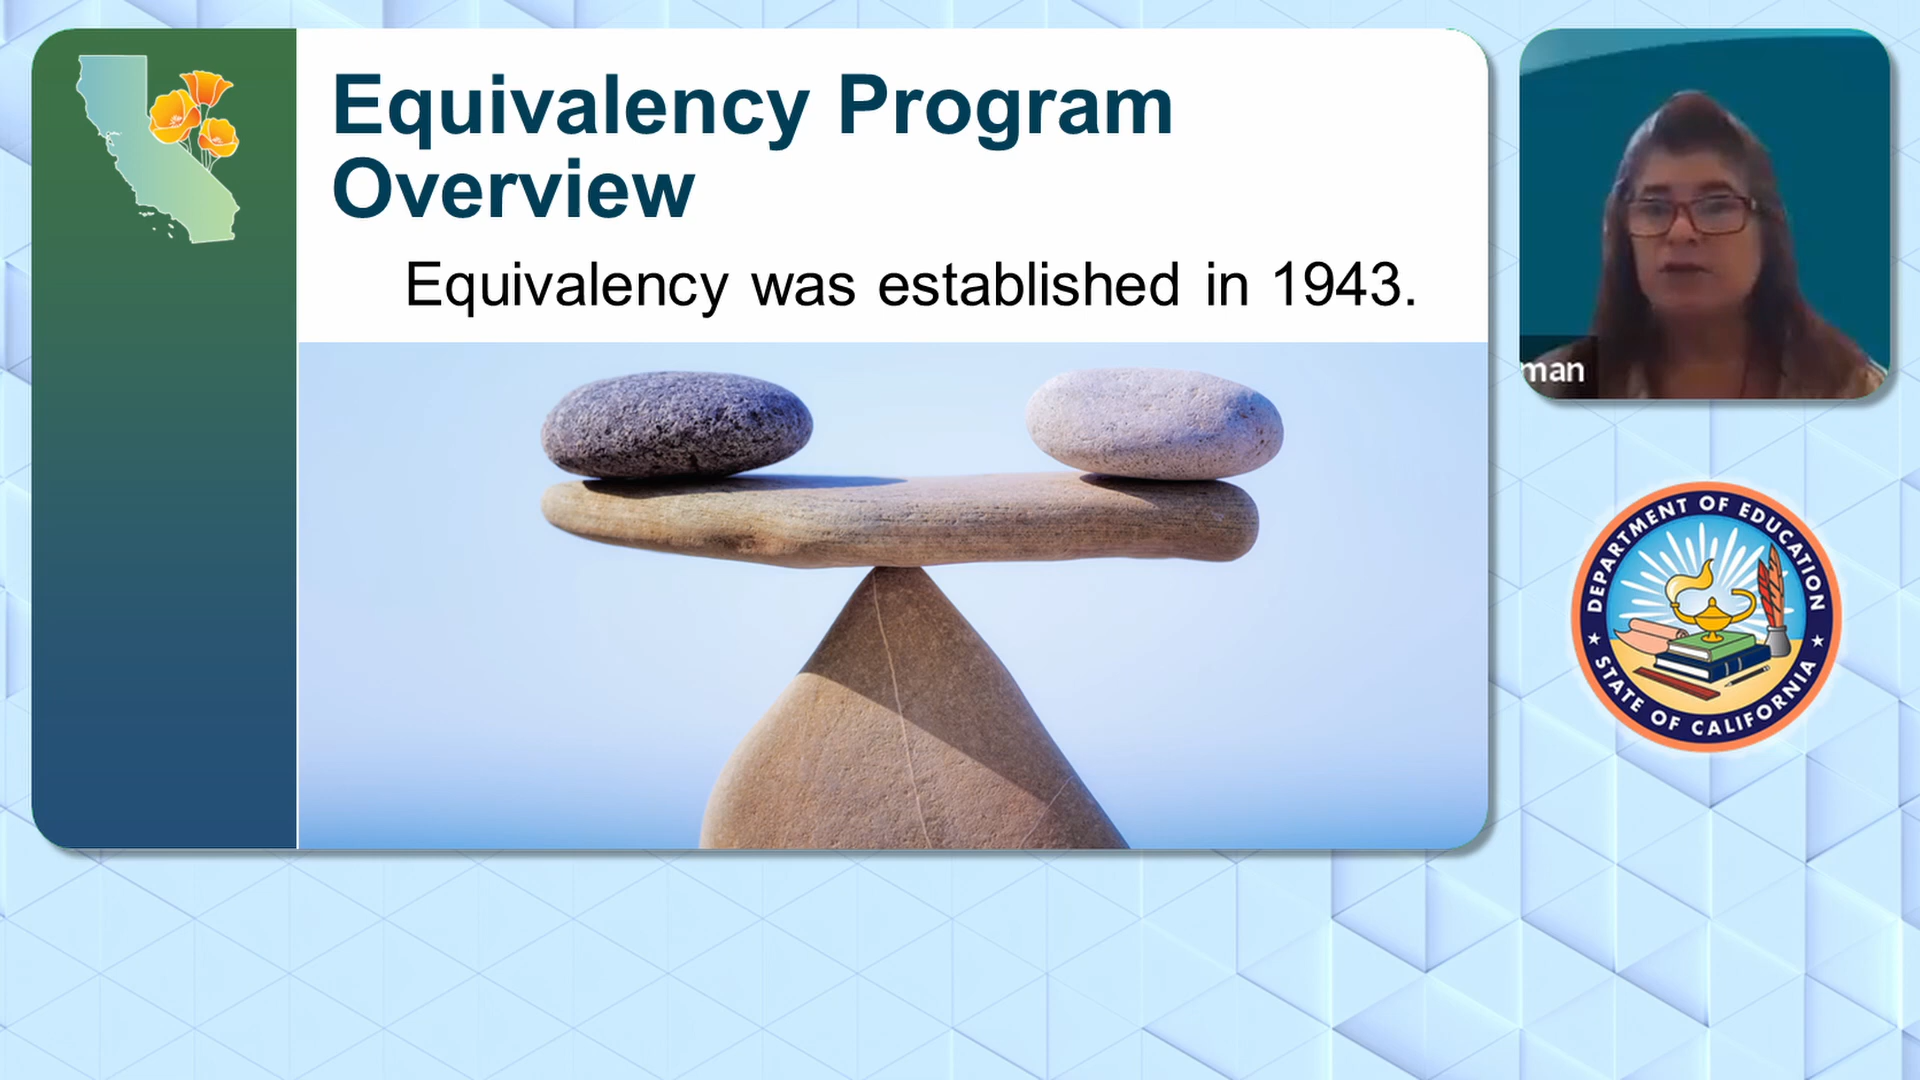 Equivalency Program
Overview
Equivalency was established in 1943.
man
DEPARTMENT OF EDUCATION
STATE OF CALIFORNIA